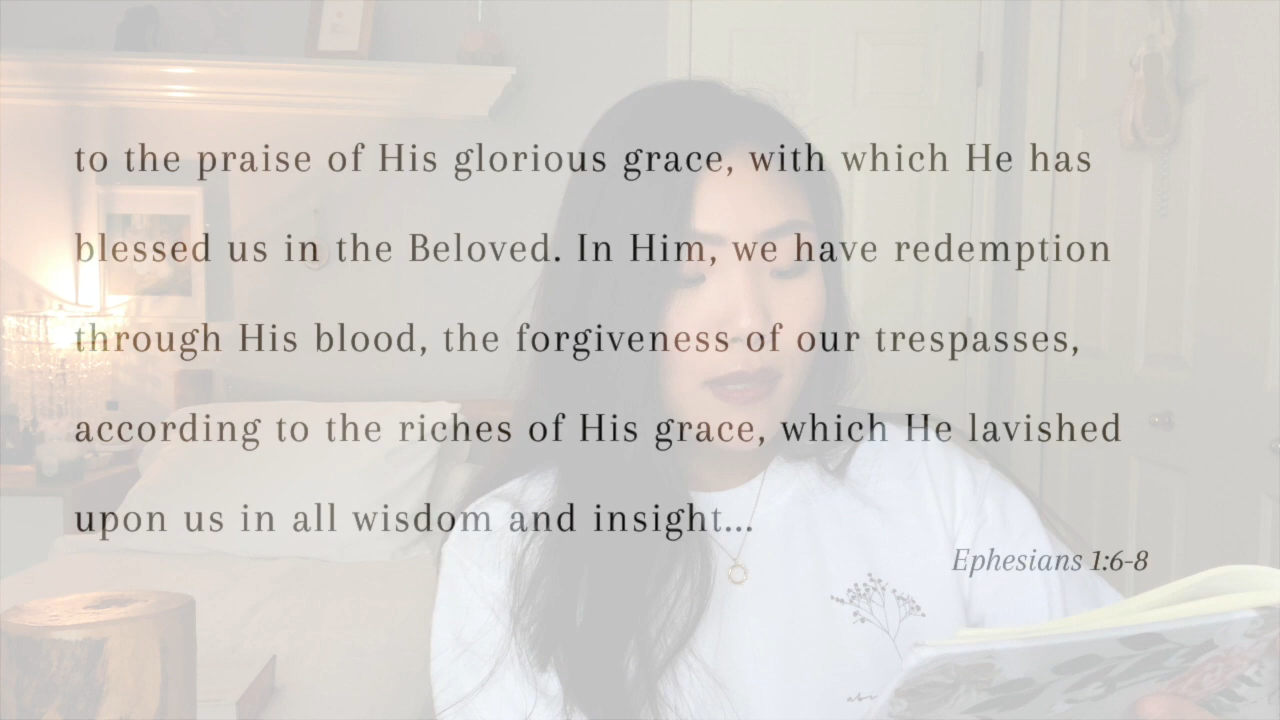 to the praise of His glorious grace, with which He has
blessed us in the Beloved. In Him, we have redemption
through His blood, the forgiveness of our trespasses,
according to the riches of His grace, which He lavished
upon us in all wisdom and insight...
Ephesians 1:6-8